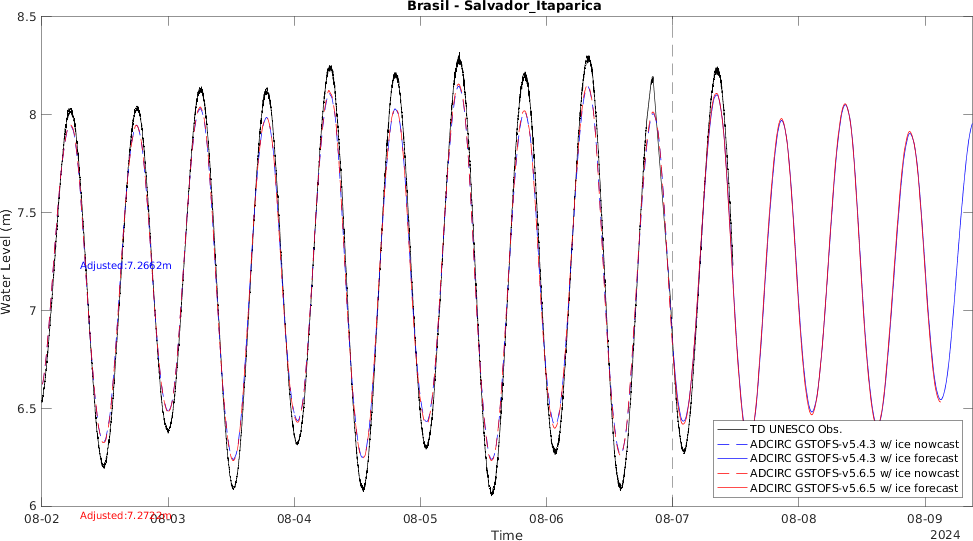 Brasil - Salvador_Itaparica
8.5
8
7.5
7
6.5
6
Water Level (m)
Adjusted:7.2662m
Adjusted:7.2722m
TD UNESCO Obs.
ADCIRC GSTOFS-v5.4.3 w/ ice nowcast
ADCIRC GSTOFS-v5.4.3 w/ ice forecast
ADCIRC GSTOFS-v5.6.5 w/ ice nowcast
ADCIRC GSTOFS-v5.6.5 w/ ice forecast
08-02 08-03 08-04 08-05 08-06 08-07 08-08 08-09
Time
2024